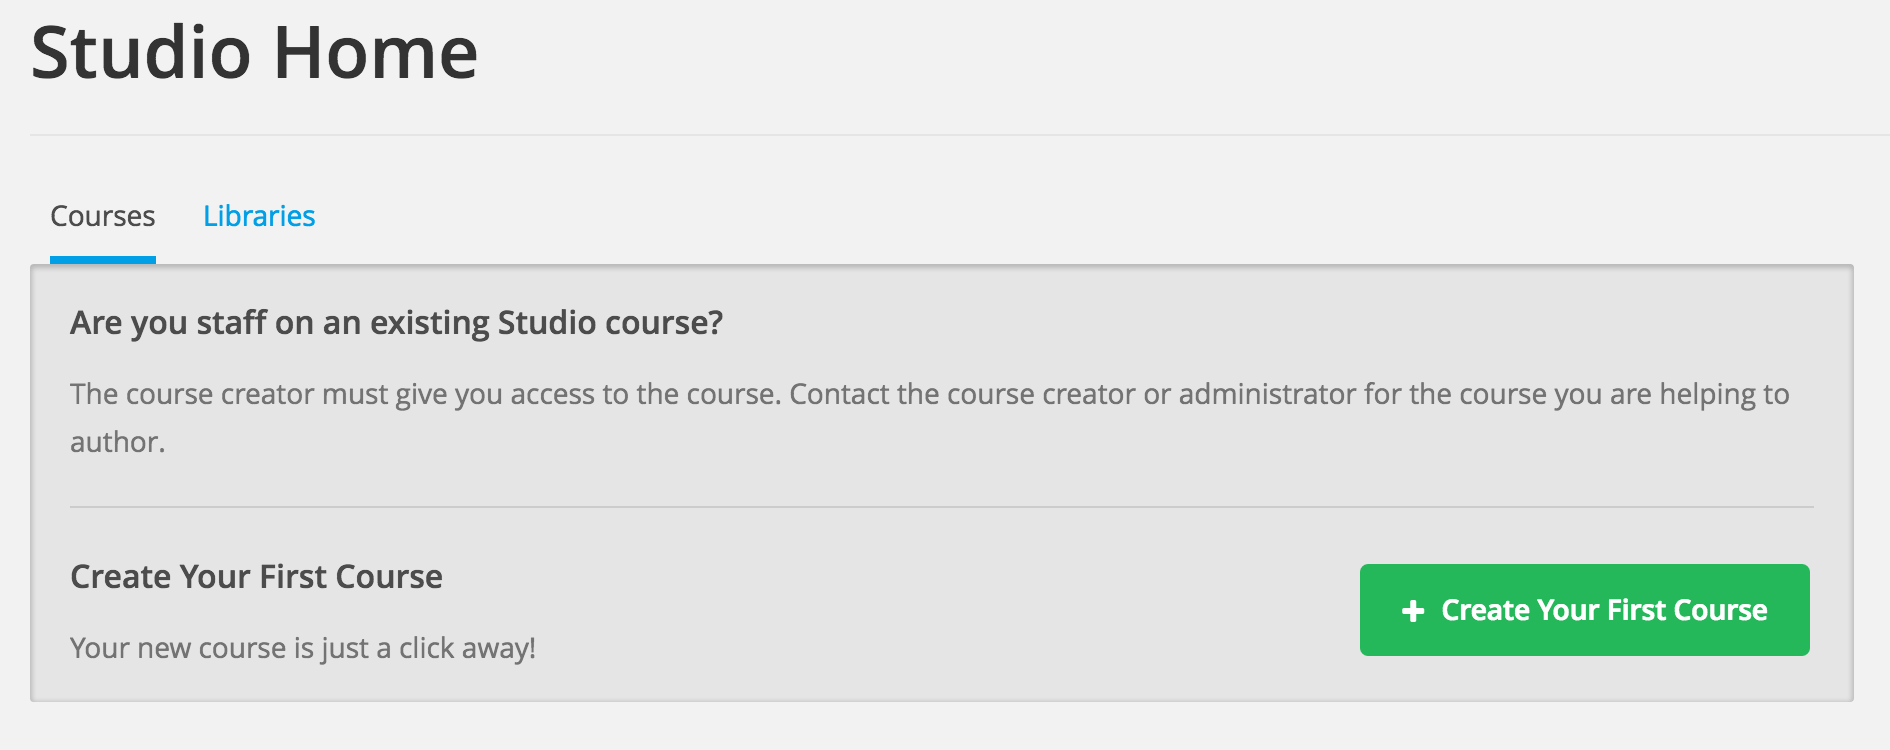 Studio Home
Courses Libraries
Are you staff on an existing Studio course?
The course creator must give you access to the course. Contact the course creator or administrator for the course you are helping to
author.
Create Your First Course
+ Create Your First Course
Your new course is just a click away!